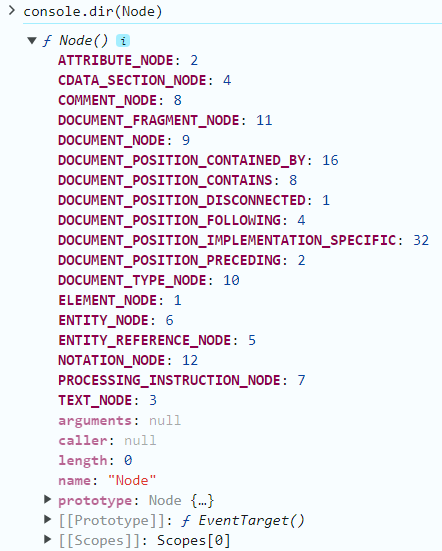 console.dir(Node)
ƒ Node() i
ATTRIBUTE_NODE: 2
CDATA_SECTION_NODE: 4
COMMENT_NODE: 8
DOCUMENT_FRAGMENT_NODE: 11
DOCUMENT_NODE: 9
DOCUMENT_POSITION_CONTAINED_BY: 16
DOCUMENT_POSITION_CONTAINS: 8
DOCUMENT_POSITION_DISCONNECTED: 1
DOCUMENT_POSITION_FOLLOWING: 4
DOCUMENT_POSITION_IMPLEMENTATION_SPECIFIC: 32
DOCUMENT_POSITION_PRECEDING: 2
DOCUMENT_TYPE_NODE: 10
ELEMENT_NODE: 1
ENTITY_NODE: 6
ENTITY_REFERENCE_NODE: 5
NOTATION_NODE: 12
PROCESSING_INSTRUCTION_NODE: 7
TEXT_NODE: 3
arguments: null
caller: null
length: 0
name: "Node"
prototype: Node {…}
[[Prototype]]: ƒ EventTarget()
[[Scopes]]: Scopes[0]